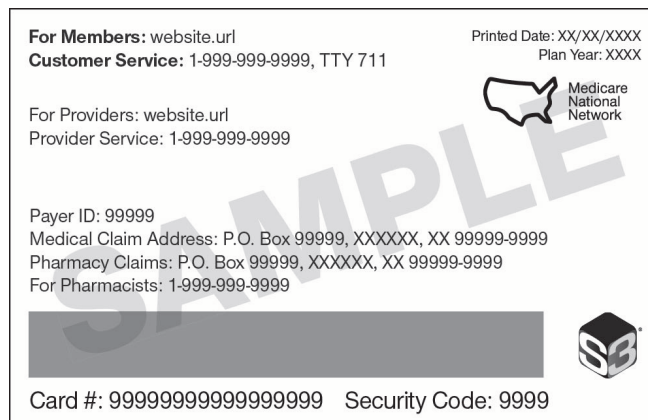 For Members: website.url
Customer Service: 1-999-999-9999, TTY 711
Printed Date: XX/XX/XXXX
Plan Year: XXXX
Medicare
National
Network
For Providers: website.url
Provider Service: 1-999-999-9999
SAMPLE
Payer ID: 99999
Medical Claim Address: P.O. Box 99999, XXXXXX, XX 99999-9999
Pharmacy Claims: P.O. Box 99999, XXXXXX, XX 99999-9999
For Pharmacists: 1-999-999-9999
S3
Card #: 99999999999999999 Security Code: 9999